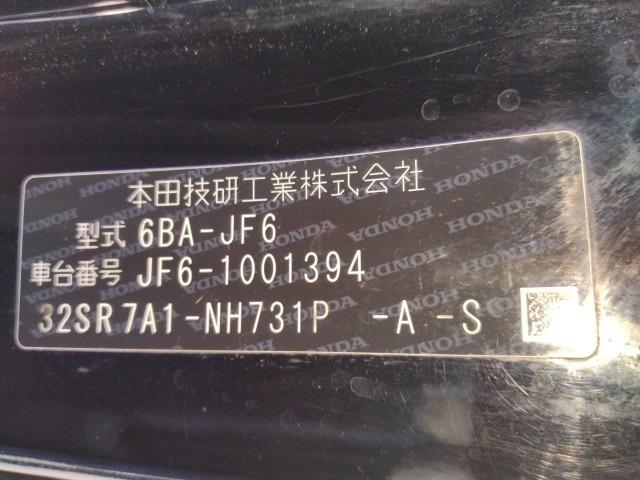 本田技研工業株式会社
型式 6BA-JF6
車台番号 JF6-1001394
32SR7A1-NH731P -A -S